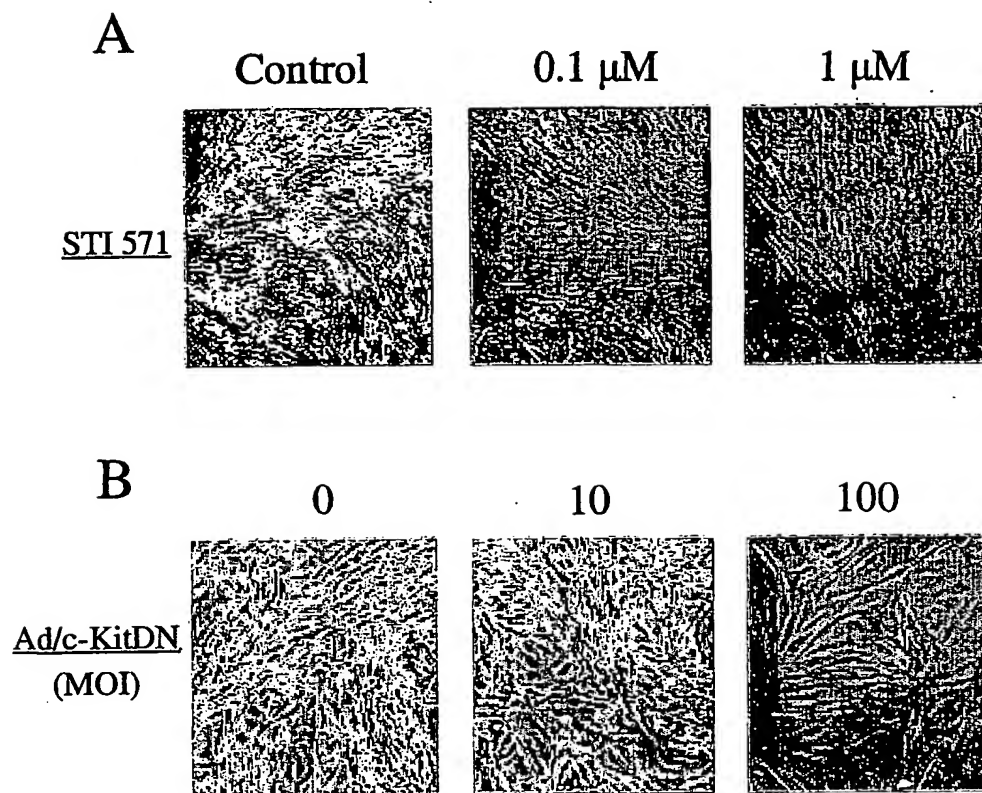 A
Control 0.1 μM 1 μM
STI 571
B
0 10 100
Ad/c-KitDN
(MOI)